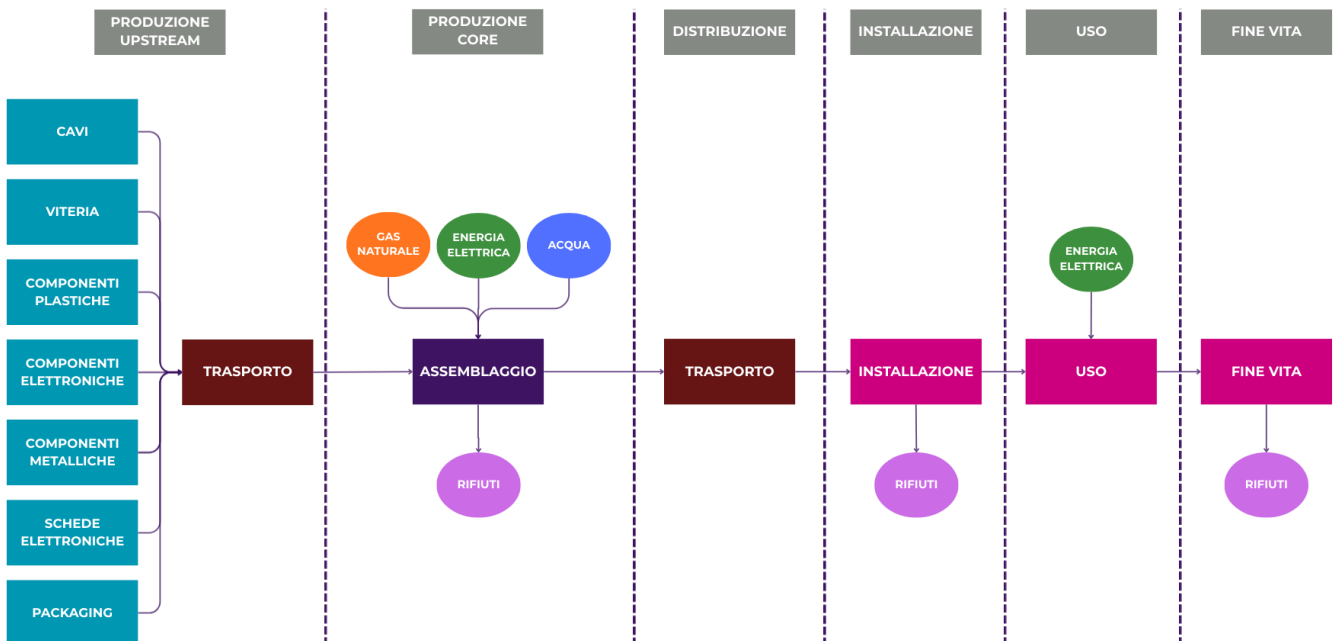 PRODUZIONE
UPSTREAM
PRODUZIONE
CORE
DISTRIBUZIONE
INSTALLAZIONE
USO
FINE VITA
CAVI
VITERIA
COMPONENTI
PLASTICHE
COMPONENTI
ELETTRONICHE
COMPONENTI
METALLICHE
SCHEDE
ELETTRONICHE
PACKAGING
TRASPORTO
GAS
NATURALE
ENERGIA
ELETTRICA
ACQUA
ASSEMBLAGGIO
RIFIUTI
TRASPORTO
INSTALLAZIONE
RIFIUTI
ENERGIA
ELETTRICA
USO
FINE VITA
RIFIUTI